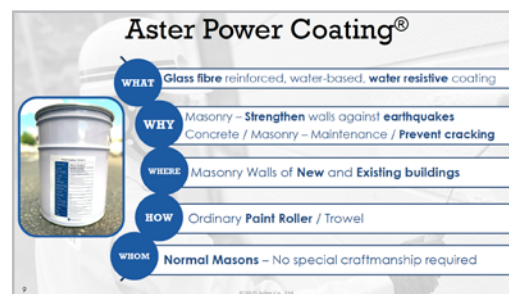 Aster Power Coating®
WHAT
Glass fibre reinforced, water-based, water resistive coating
WHY
Masonry – Strengthen walls against earthquakes
Concrete / Masonry – Maintenance / Prevent cracking
WHERE
Masonry Walls of New and Existing buildings
HOW
Ordinary Paint Roller / Trowel
WHOM
Normal Masons – No special craftmanship required
9